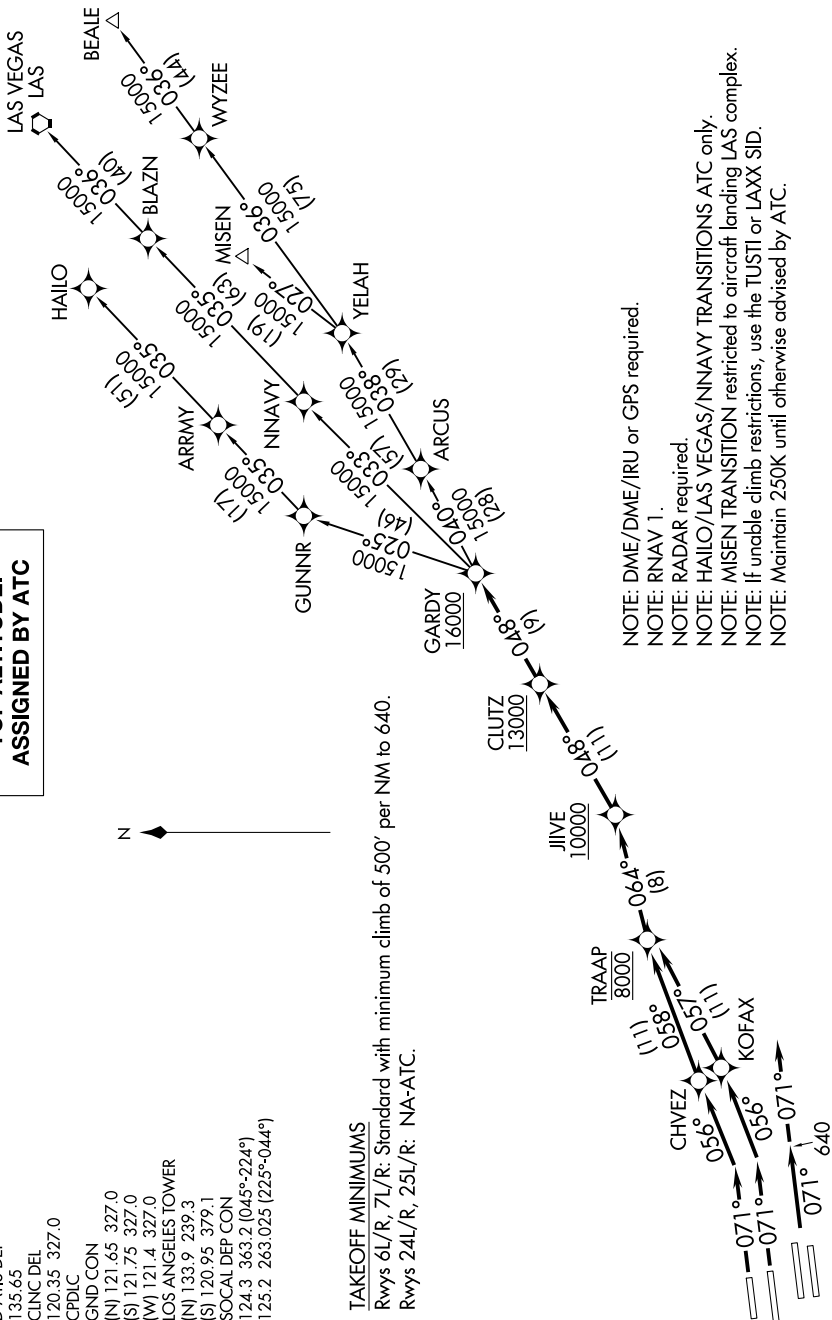 ASSIGNED BY ATC
135.65
CLNC DEL
120.35 327.0
CPDLC
GND CON
(N) 121.65 327.0
(S) 121.75 327.0
(W) 121.4 327.0
LOS ANGELES TOWER
(N) 133.9 239.3
(S) 120.95 379.1
SOCAL DEP CON
124.3 363.2 (045°-224°)
125.2 263.025 (225°-044°)
N
TAKEOFF MINIMUMS
Rwys 6L/R, 7L/R: Standard with minimum climb of 500' per NM to 640.
Rwys 24L/R, 25L/R: NA-ATC.
LAS VEGAS
LAS
BEALE
15000
036°
(40)
15000
036°
(44)
BLAZN
WYZEE
HAILO
MISEN
15000
035°
(51)
15000
035°
(63)
15000
036°
(75)
15000
027°
(19)
ARRMY
NNAVY
YELAH
15000
035°
(17)
15000
033°
(57)
15000
038°
(29)
GUNNR
ARCUS
15000
025°
(46)
15000
040°
(28)
GARDY
16000
048°
(9)
CLUTZ
13000
048°
(11)
JIIVE
10000
064°
(8)
TRAAP
8000
(11)
058°
057°
(11)
CHVEZ
KOFAX
056°
056°
071°
071°
071°
071°
640
NOTE: DME/DME/IRU or GPS required.
NOTE: RNAV 1.
NOTE: RADAR required.
NOTE: HAILO/LAS VEGAS/NNAVY TRANSITIONS ATC only.
NOTE: MISEN TRANSITION restricted to aircraft landing LAS complex.
NOTE: If unable climb restrictions, use the TUSTI or LAXX SID.
NOTE: Maintain 250K until otherwise advised by ATC.